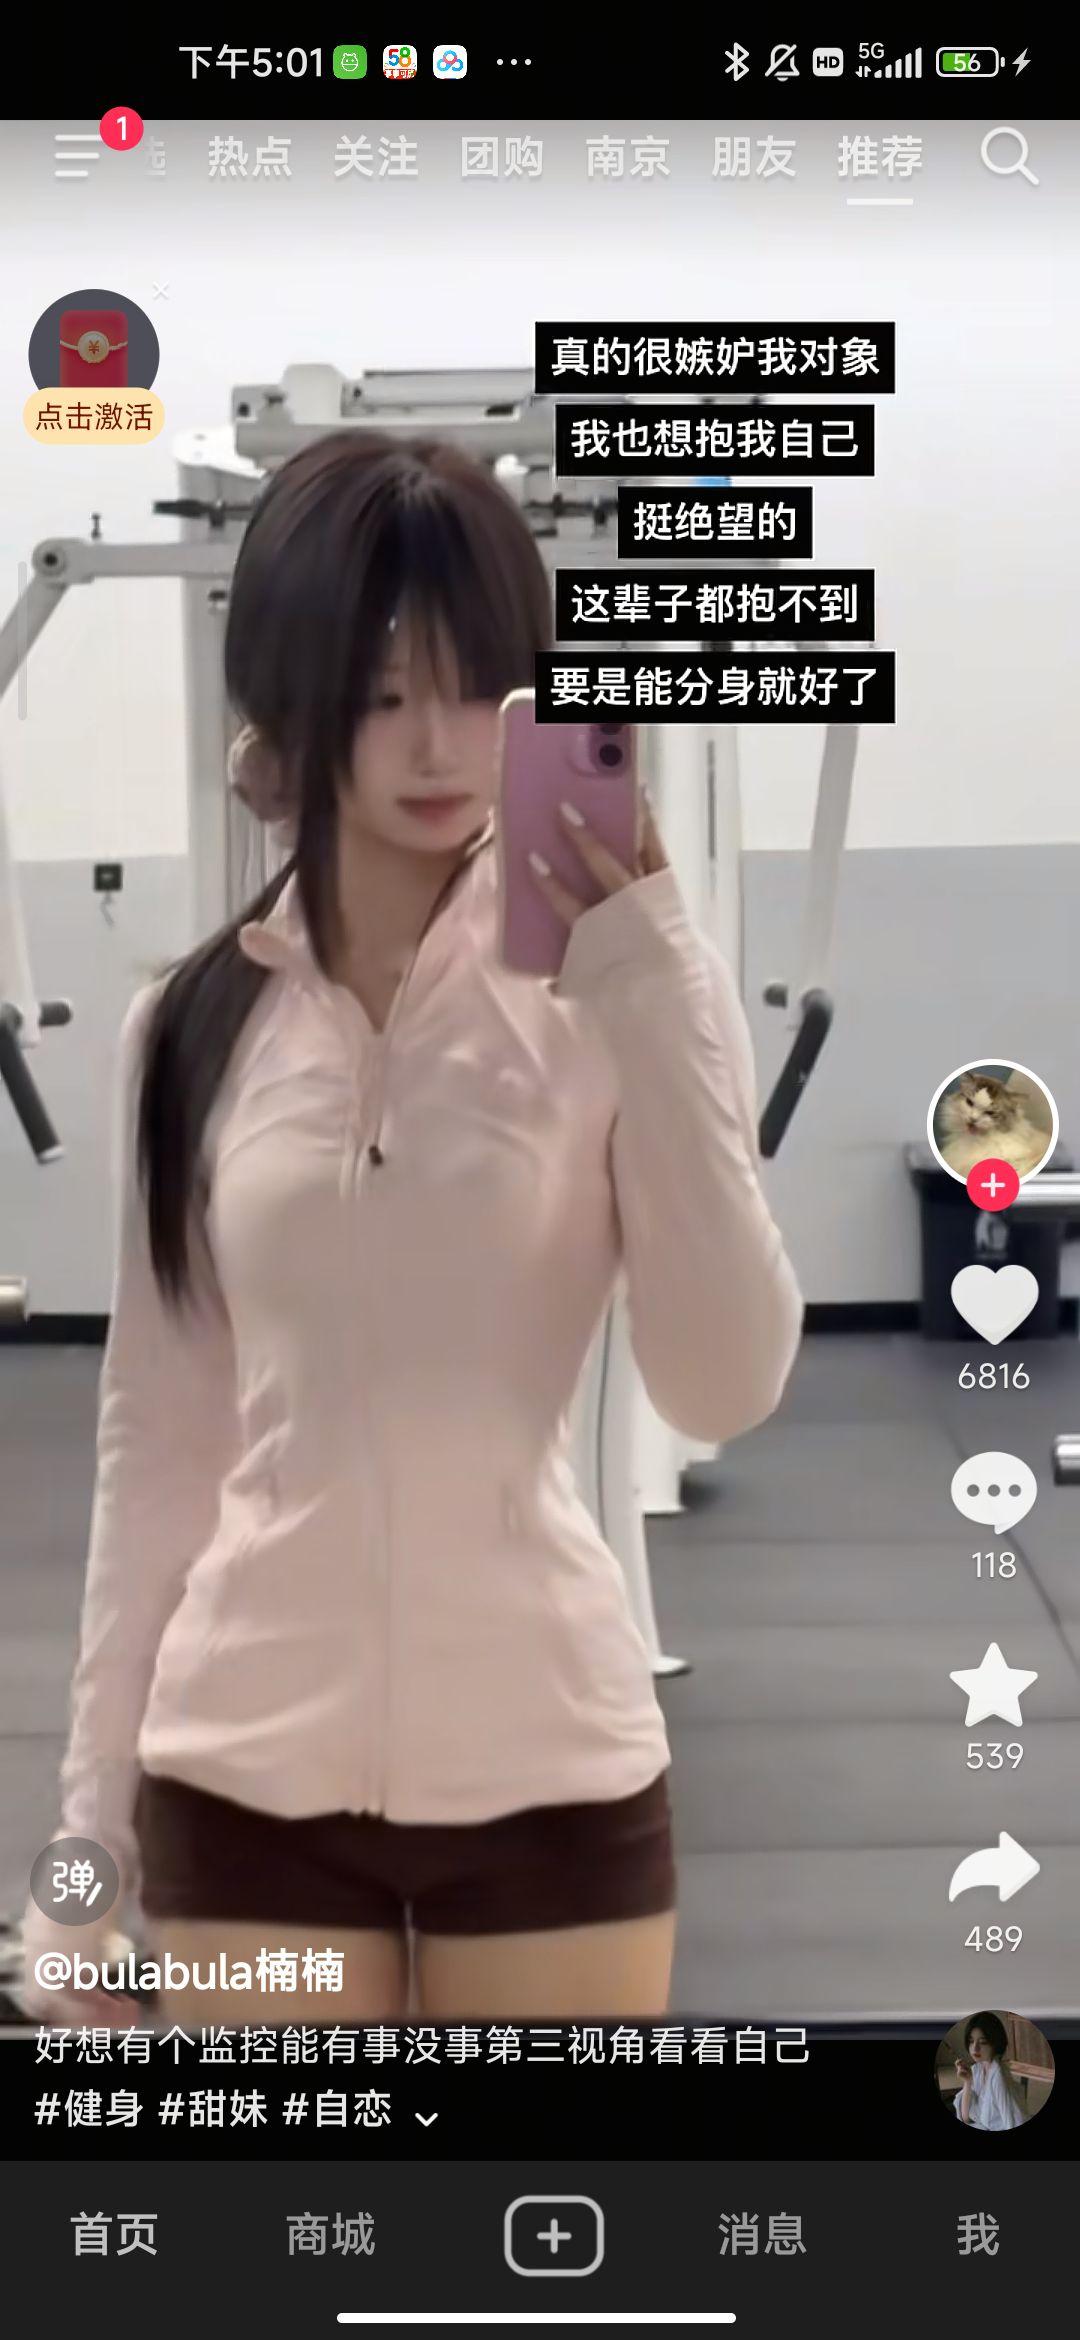 下午5:01
58
HD
5G
56
1
选 热点 关注 团购 南京 朋友 推荐
¥
点击激活
真的很嫉妒我对象
我也想抱我自己
挺绝望的
这辈子都抱不到
要是能分身就好了
6816
118
539
弹
489
@bulabula楠楠
好想有个监控能有事没事第三视角看看自己
#健身 #甜妹 #自恋
首页 商城 消息 我